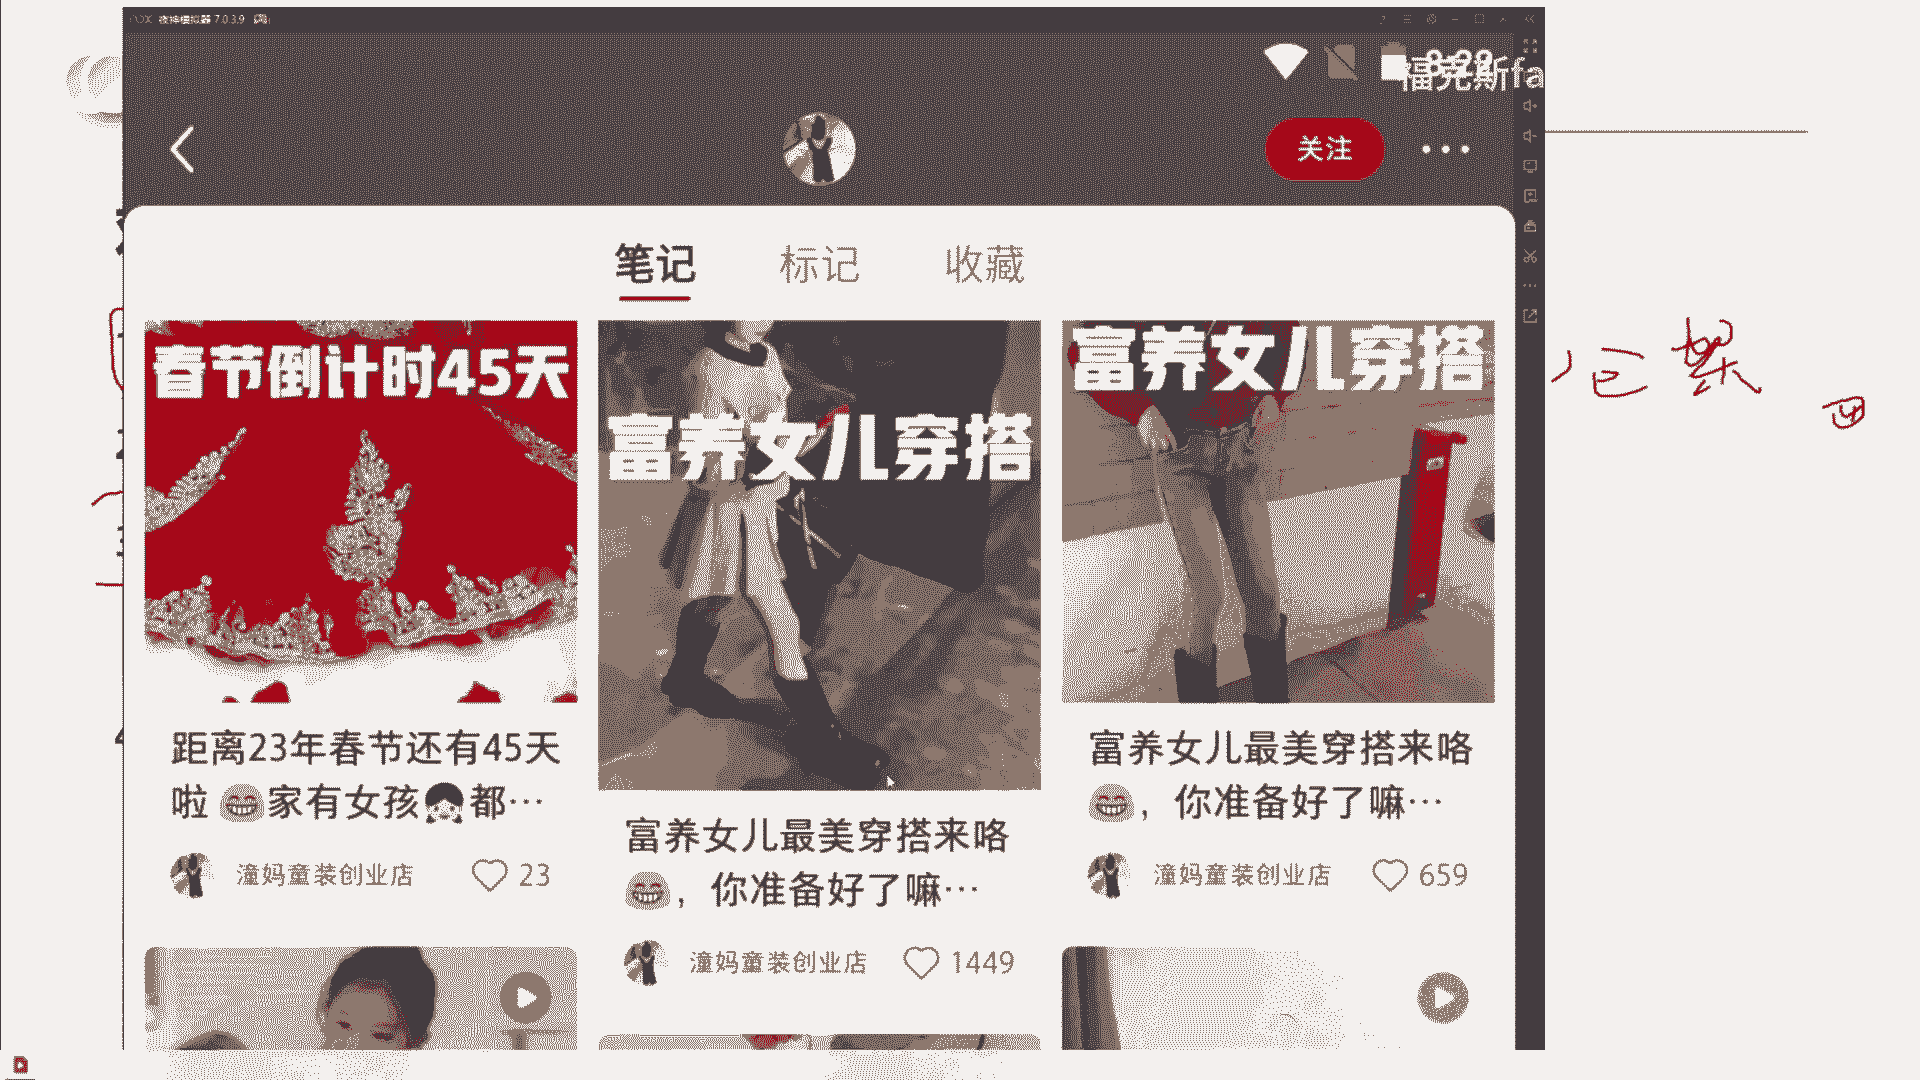 夜神模拟器 7.0.3.9
8:29
福克斯fa
关注
笔记
标记
收藏
春节倒计时45天
距离23年春节还有45天
啦😁家有女孩👧都…
潼妈童装创业店
23
富养女儿穿搭
富养女儿最美穿搭来咯
😁，你准备好了嘛…
潼妈童装创业店
1449
富养女儿穿搭
富养女儿最美穿搭来咯
😁，你准备好了嘛…
潼妈童装创业店
659